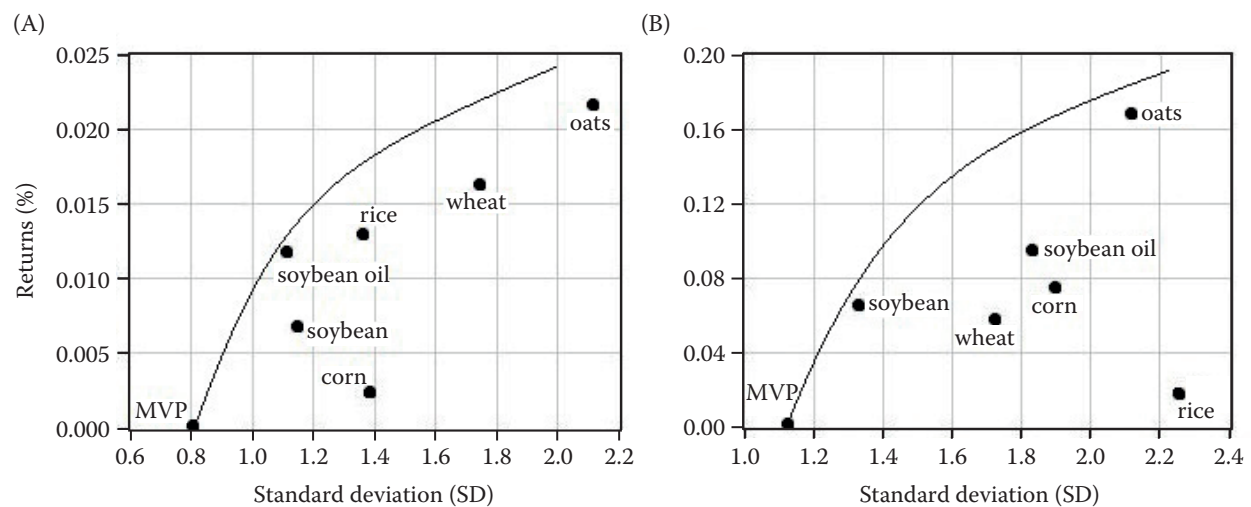 (A)
0.025
0.020
0.015
0.010
0.005
0.000
Returns (%)
oats
wheat
rice
soybean oil
soybean
corn
MVP
0.6 0.8 1.0 1.2 1.4 1.6 1.8 2.0 2.2
Standard deviation (SD)
(B)
0.20
0.16
0.12
0.08
0.04
0.00
oats
soybean oil
corn
soybean
wheat
MVP
rice
1.0 1.2 1.4 1.6 1.8 2.0 2.2 2.4
Standard deviation (SD)